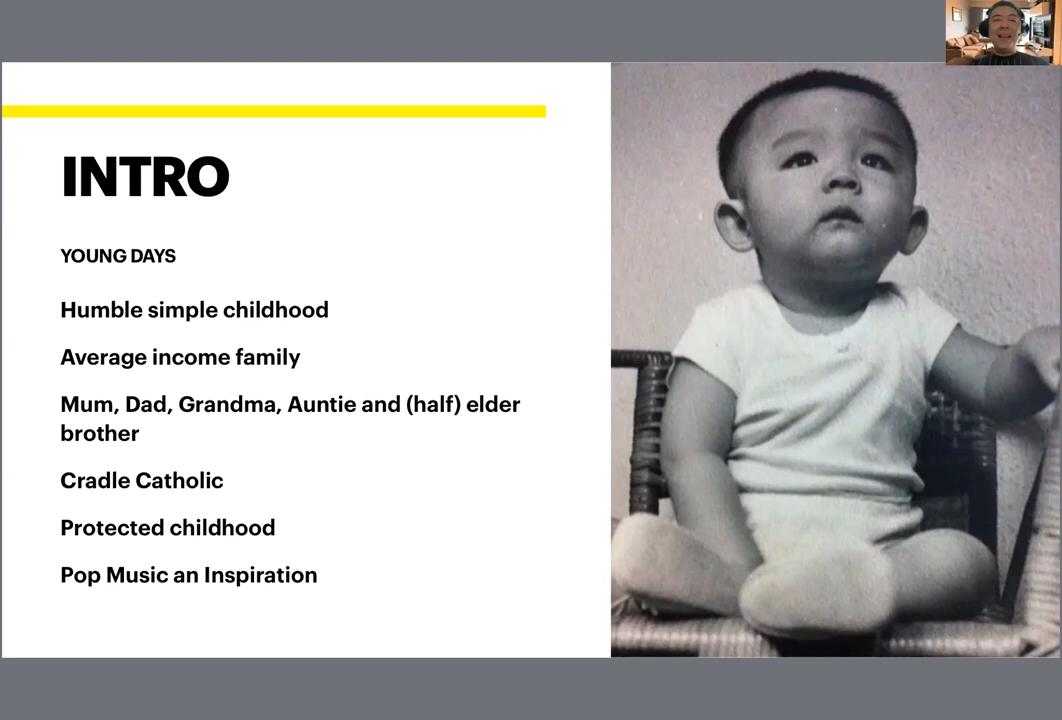 INTRO
YOUNG DAYS
Humble simple childhood
Average income family
Mum, Dad, Grandma, Auntie and (half) elder
brother
Cradle Catholic
Protected childhood
Pop Music an Inspiration